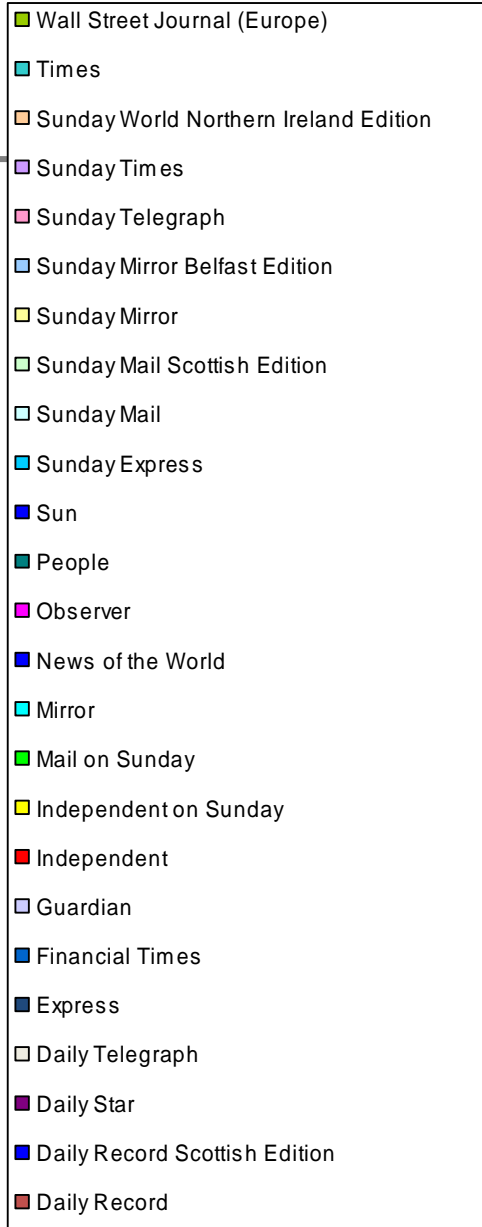 Wall Street Journal (Europe)
Times
Sunday World Northern Ireland Edition
Sunday Times
Sunday Telegraph
Sunday Mirror Belfast Edition
Sunday Mirror
Sunday Mail Scottish Edition
Sunday Mail
Sunday Express
Sun
People
Observer
News of the World
Mirror
Mail on Sunday
Independent on Sunday
Independent
Guardian
Financial Times
Express
Daily Telegraph
Daily Star
Daily Record Scottish Edition
Daily Record